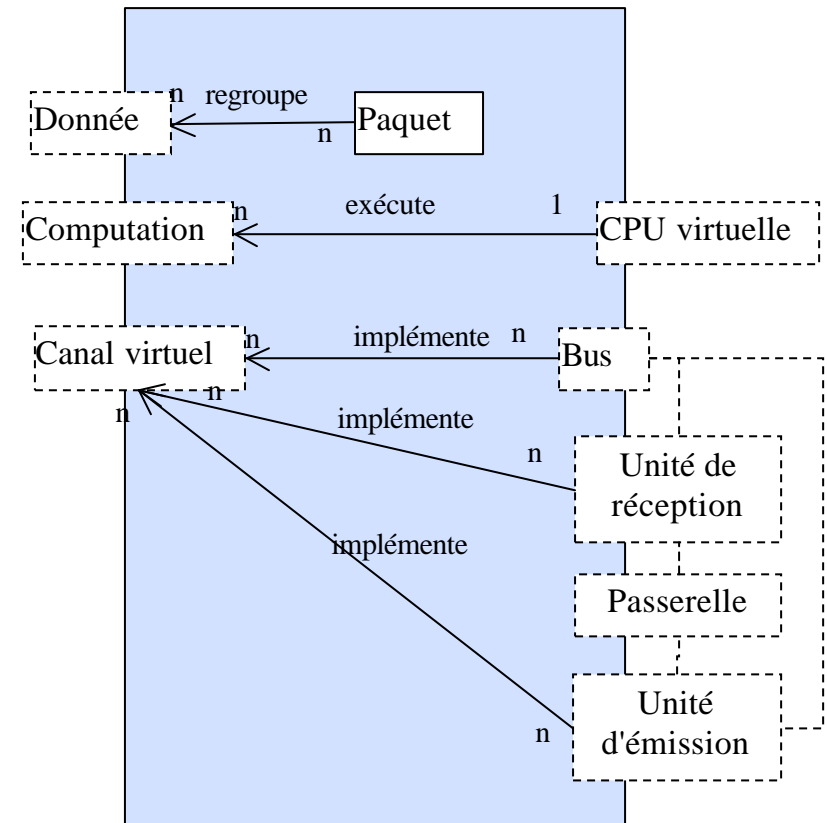 n regroupe
Donnée
n
Paquet
n
exécute
1
Computation
CPU virtuelle
n
implémente
n
Canal virtuel
Bus
n
n
implémente
n
Unité de
réception
implémente
Passerelle
Unité
d'émission
n